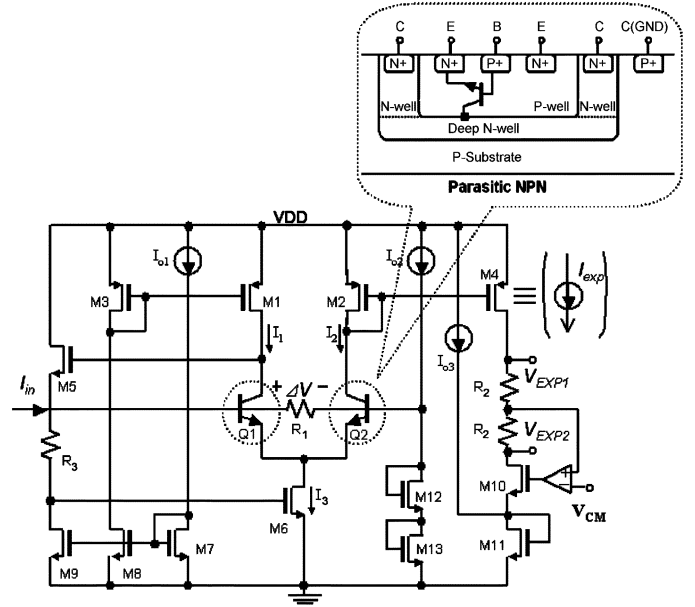 C E B E C C(GND)
N+ N+ P+ N+ N+ P+
N-well P-well N-well
Deep N-well
P-Substrate
Parasitic NPN
VDD
Io1 Io2 M4
M3 M1 M2 Iexp
I1 I2 Io3
M5 VEXP1
Iin + ΔV − R2
Q1 R1 Q2 R2 VEXP2
R3
I3 M12 M10 + −
M6 VCM
M9 M8 M7 M13 M11